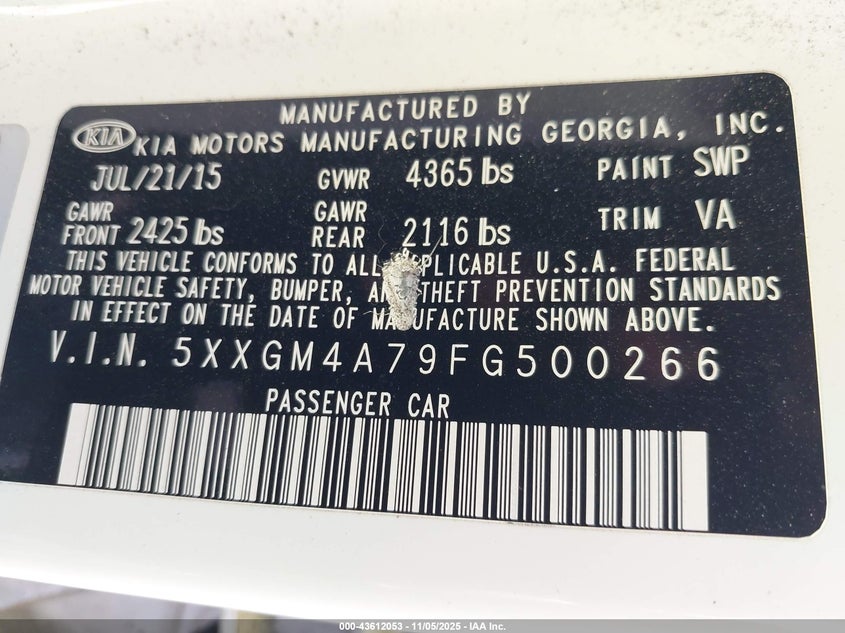 MANUFACTURED BY
KIA KIA MOTORS MANUFACTURING GEORGIA, INC.
JUL/21/15 GVWR 4365 lbs PAINT SWP
GAWR FRONT 2425 lbs GAWR REAR 2116 lbs TRIM VA
THIS VEHICLE CONFORMS TO ALL APPLICABLE U.S.A. FEDERAL
MOTOR VEHICLE SAFETY, BUMPER, AND THEFT PREVENTION STANDARDS
IN EFFECT ON THE DATE OF MANUFACTURE SHOWN ABOVE.
V.I.N. 5XXGM4A79FG500266
PASSENGER CAR
000-43612053 - 11/05/2025 - IAA Inc.